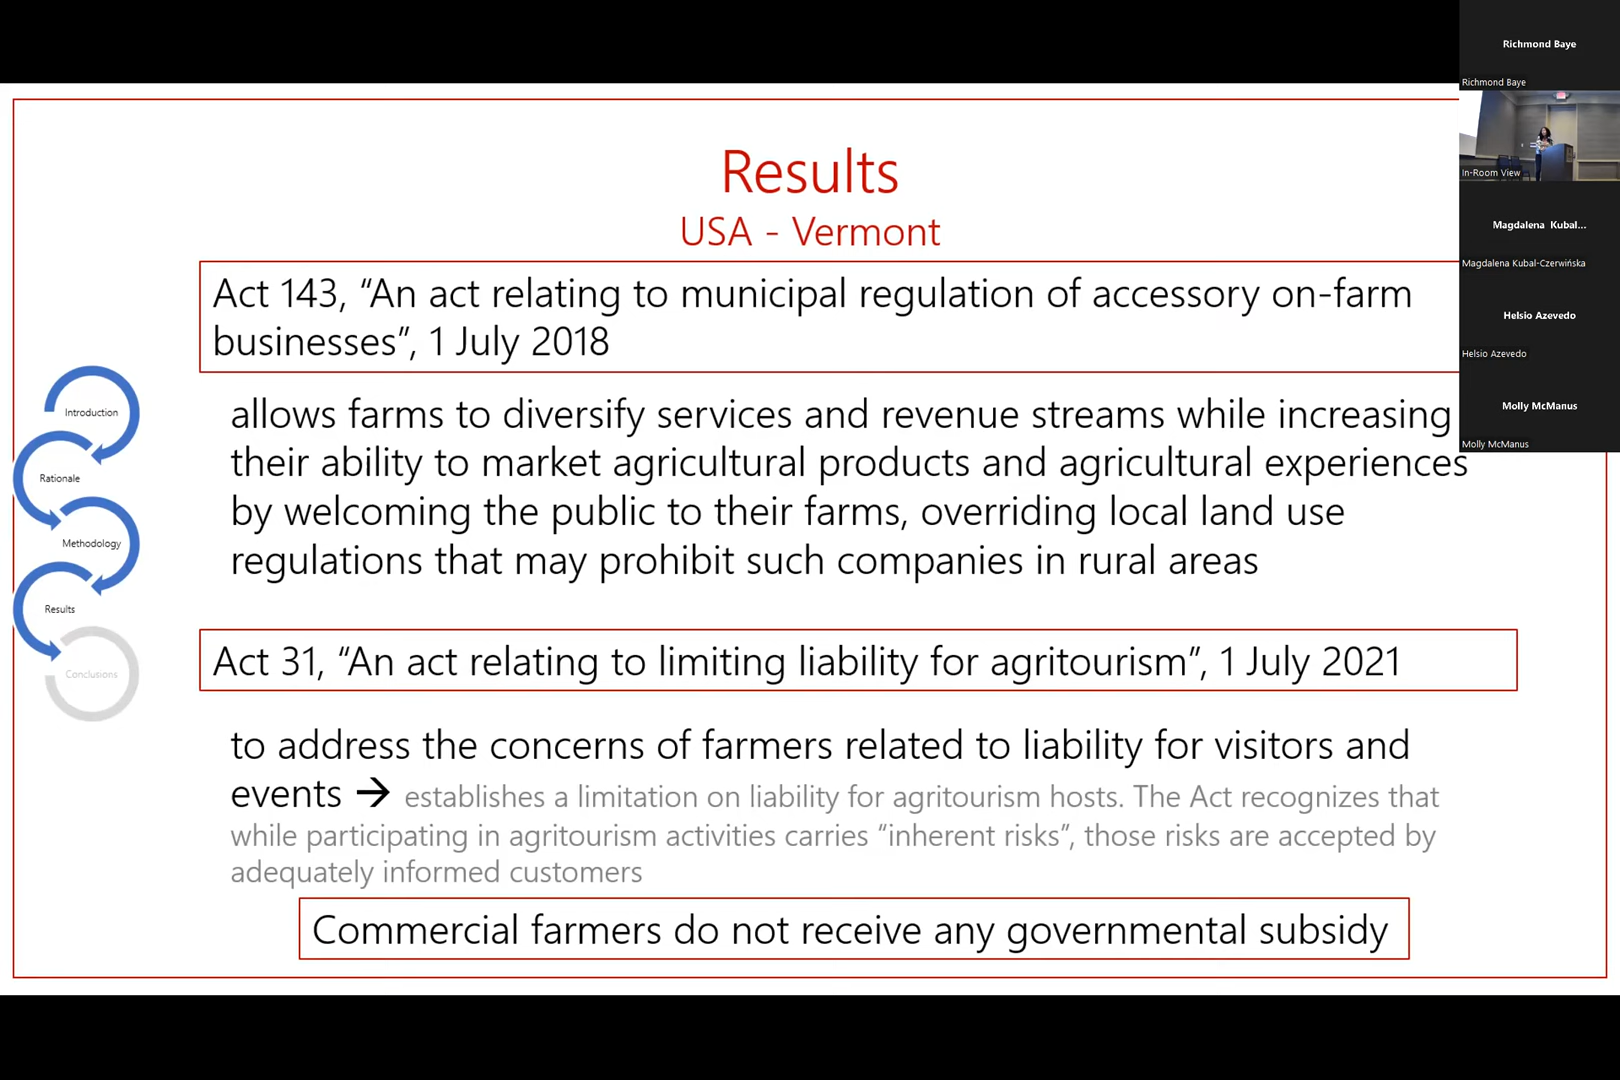 Results
USA - Vermont
Act 143, “An act relating to municipal regulation of accessory on-farm
businesses”, 1 July 2018
allows farms to diversify services and revenue streams while increasing
their ability to market agricultural products and agricultural experiences
by welcoming the public to their farms, overriding local land use
regulations that may prohibit such companies in rural areas
Act 31, “An act relating to limiting liability for agritourism”, 1 July 2021
to address the concerns of farmers related to liability for visitors and
events → establishes a limitation on liability for agritourism hosts. The Act recognizes that
while participating in agritourism activities carries “inherent risks”, those risks are accepted by
adequately informed customers
Commercial farmers do not receive any governmental subsidy
Introduction
Rationale
Methodology
Results
Conclusions
Richmond Baye
Richmond Baye
In-Room View
Magdalena Kubal...
Magdalena Kubal-Czerwińska
Helsio Azevedo
Helsio Azevedo
Molly McManus
Molly McManus